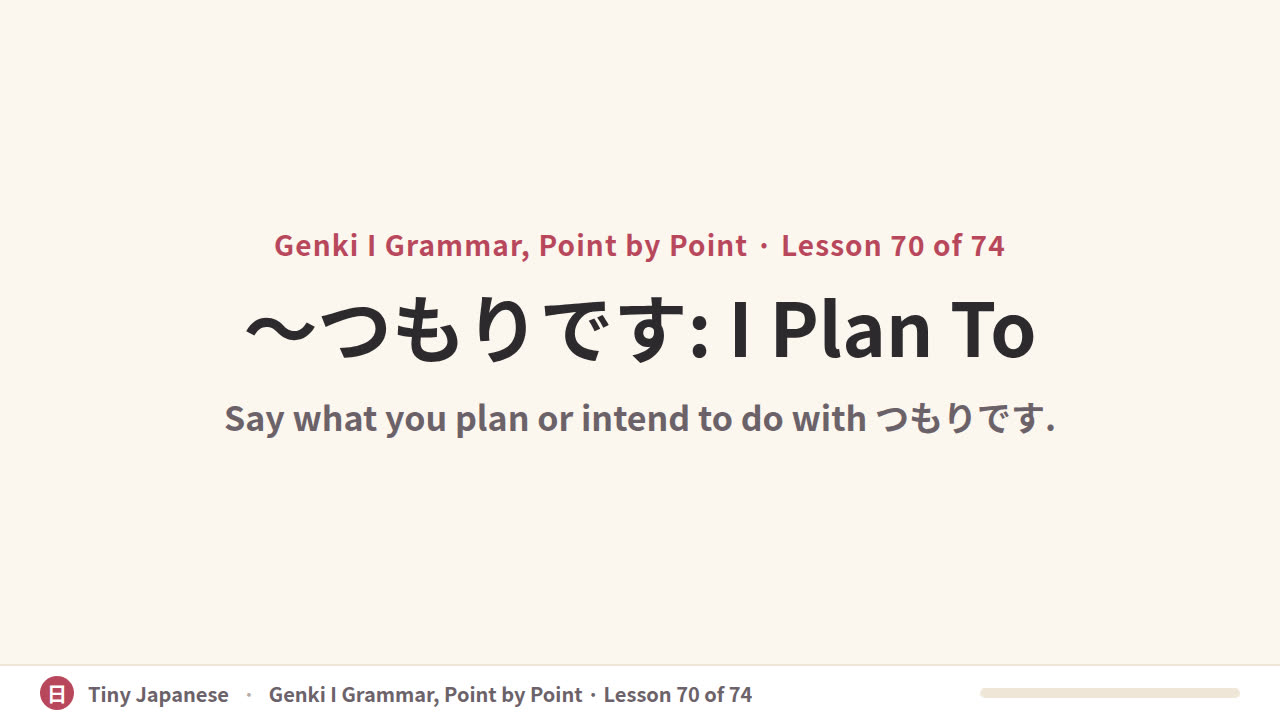 Genki I Grammar, Point by Point · Lesson 70 of 74
〜つもりです: I Plan To
Say what you plan or intend to do with つもりです.
日 Tiny Japanese · Genki I Grammar, Point by Point · Lesson 70 of 74